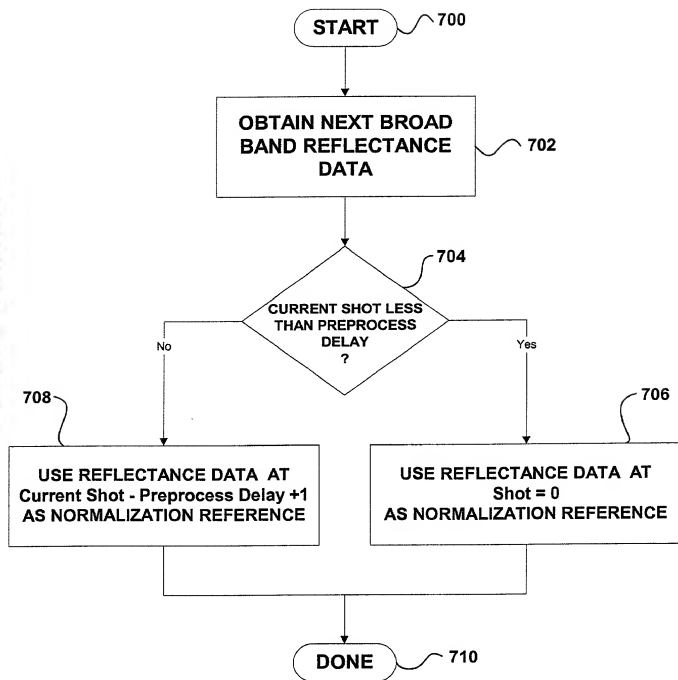 START
700
OBTAIN NEXT BROAD
BAND REFLECTANCE
DATA
702
704
CURRENT SHOT LESS
THAN PREPROCESS
DELAY
?
No
Yes
708
706
USE REFLECTANCE DATA AT
Current Shot - Preprocess Delay +1
AS NORMALIZATION REFERENCE
USE REFLECTANCE DATA AT
Shot = 0
AS NORMALIZATION REFERENCE
DONE
710